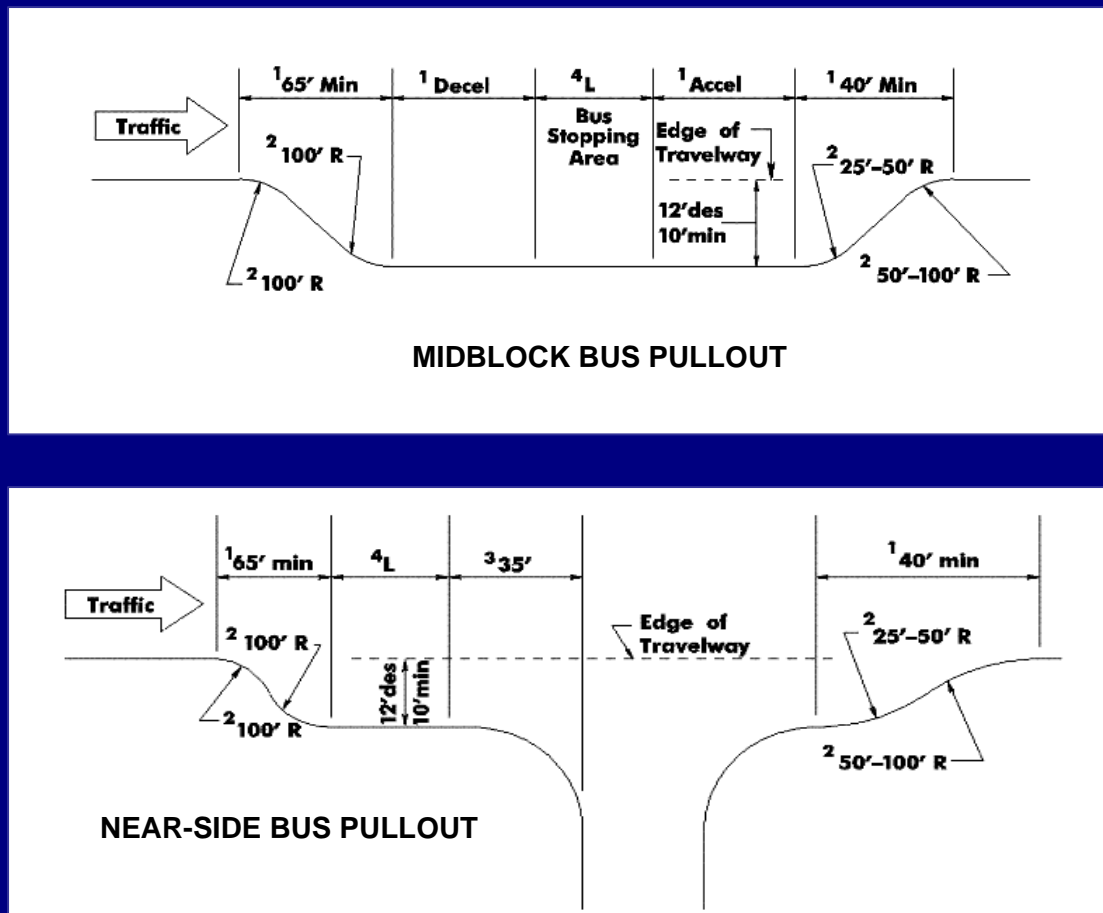 ¹65' Min
¹Decel
⁴L
¹Accel
¹40' Min
Bus
Stopping
Area
Edge of
Travelway
Traffic
²100' R
²25'–50' R
12'des
10'min
²100' R
²50'–100' R
MIDBLOCK BUS PULLOUT
¹65' min
⁴L
³35'
¹40' min
Traffic
²100' R
Edge of
Travelway
²25'–50' R
12'des
10'min
²100' R
²50'–100' R
NEAR-SIDE BUS PULLOUT